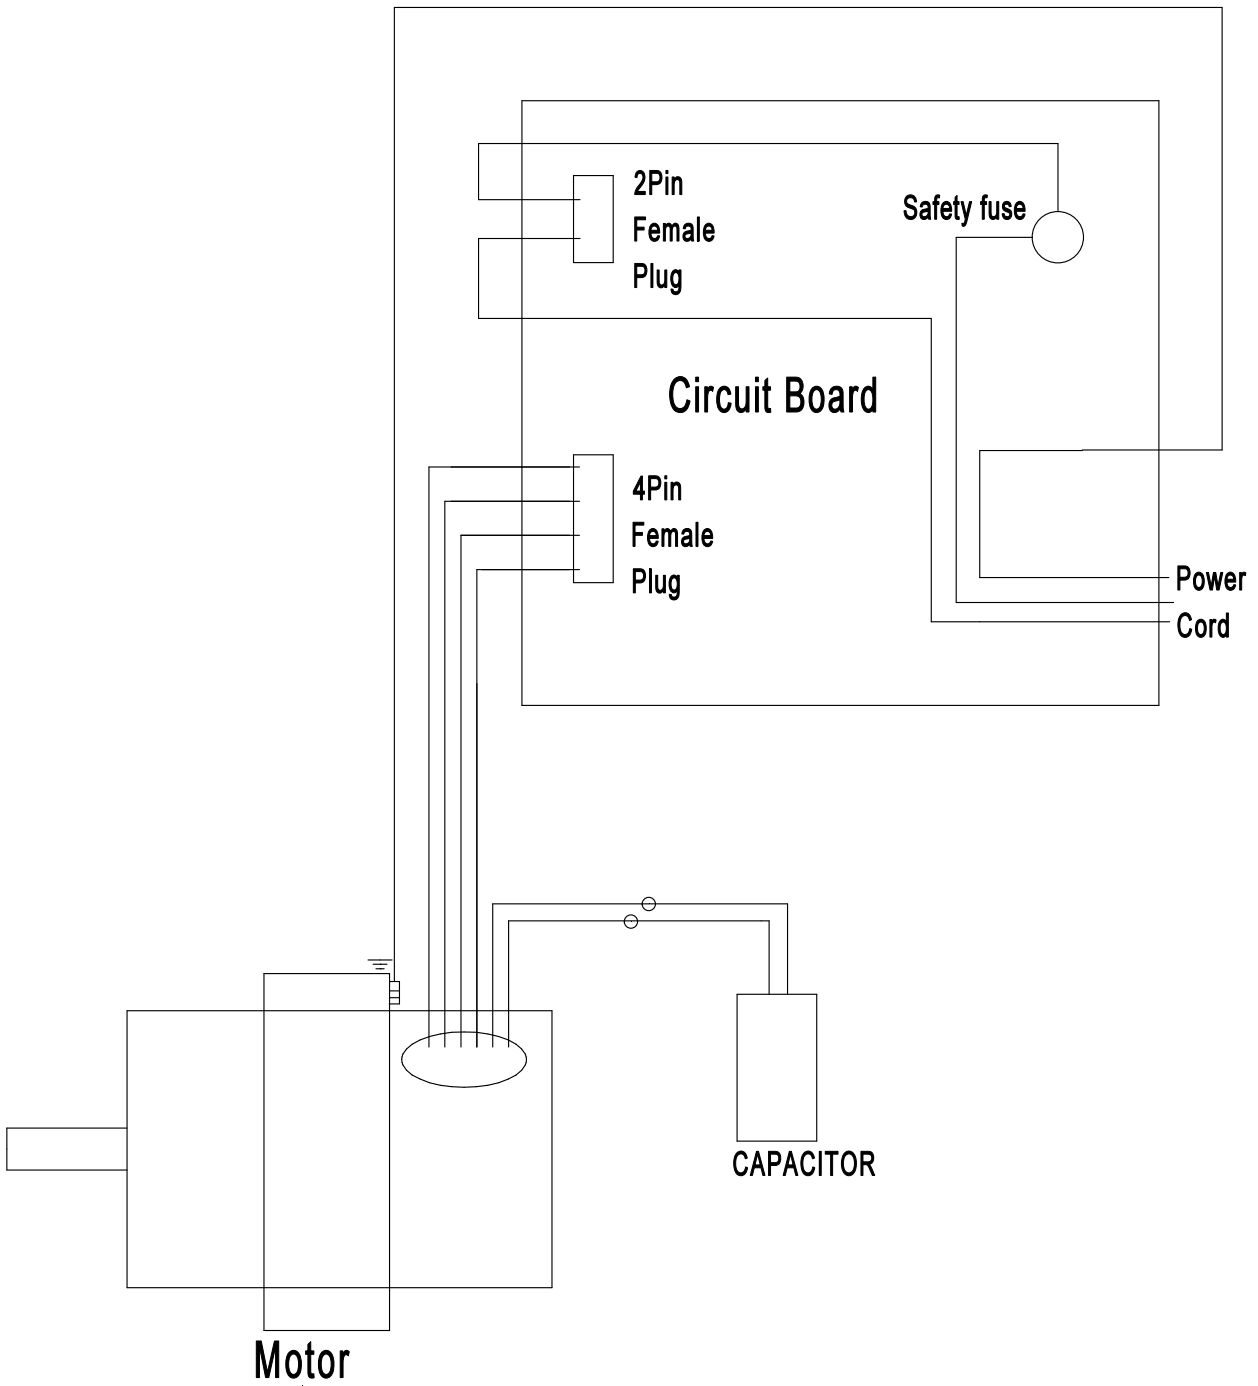 2Pin
Female
Plug
Safety fuse
Circuit Board
4Pin
Female
Plug
Power
Cord
CAPACITOR
Motor